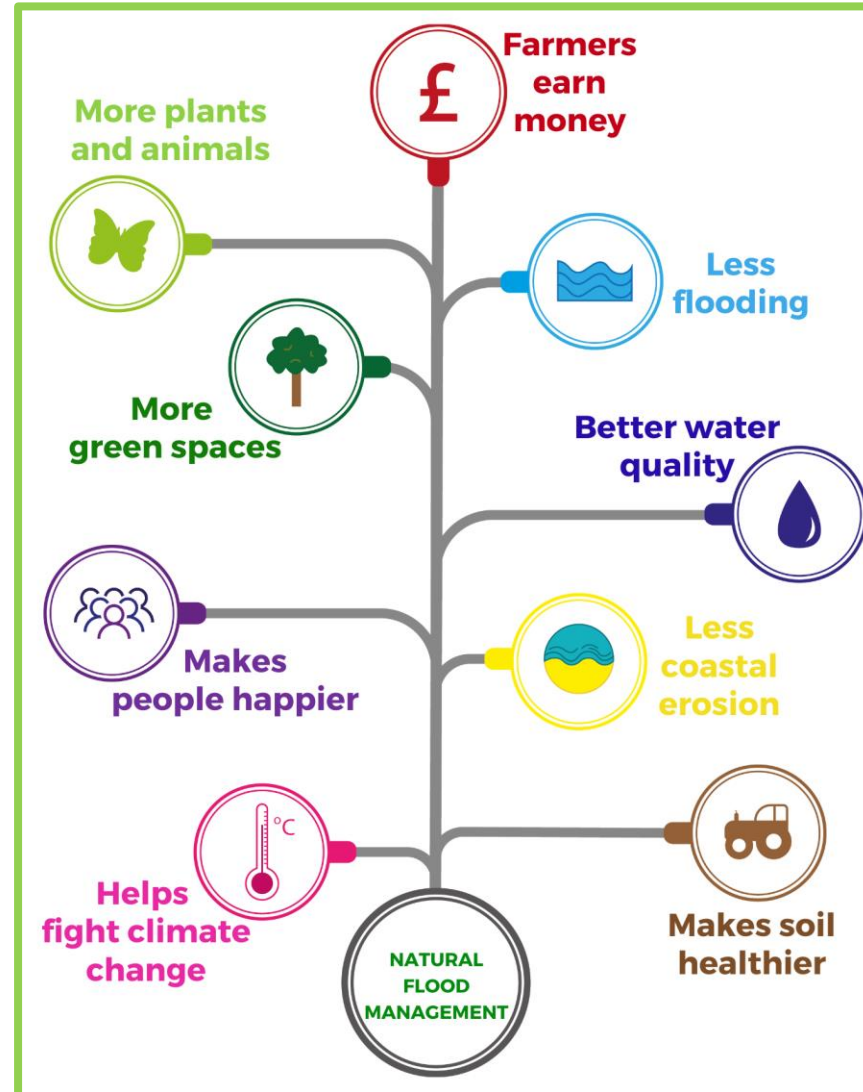 Farmers
earn
money
£
More plants
and animals
Less
flooding
More
green spaces
Better water
quality
Makes
people happier
Less
coastal
erosion
°C
Helps
fight climate
change
Makes soil
healthier
NATURAL
FLOOD
MANAGEMENT